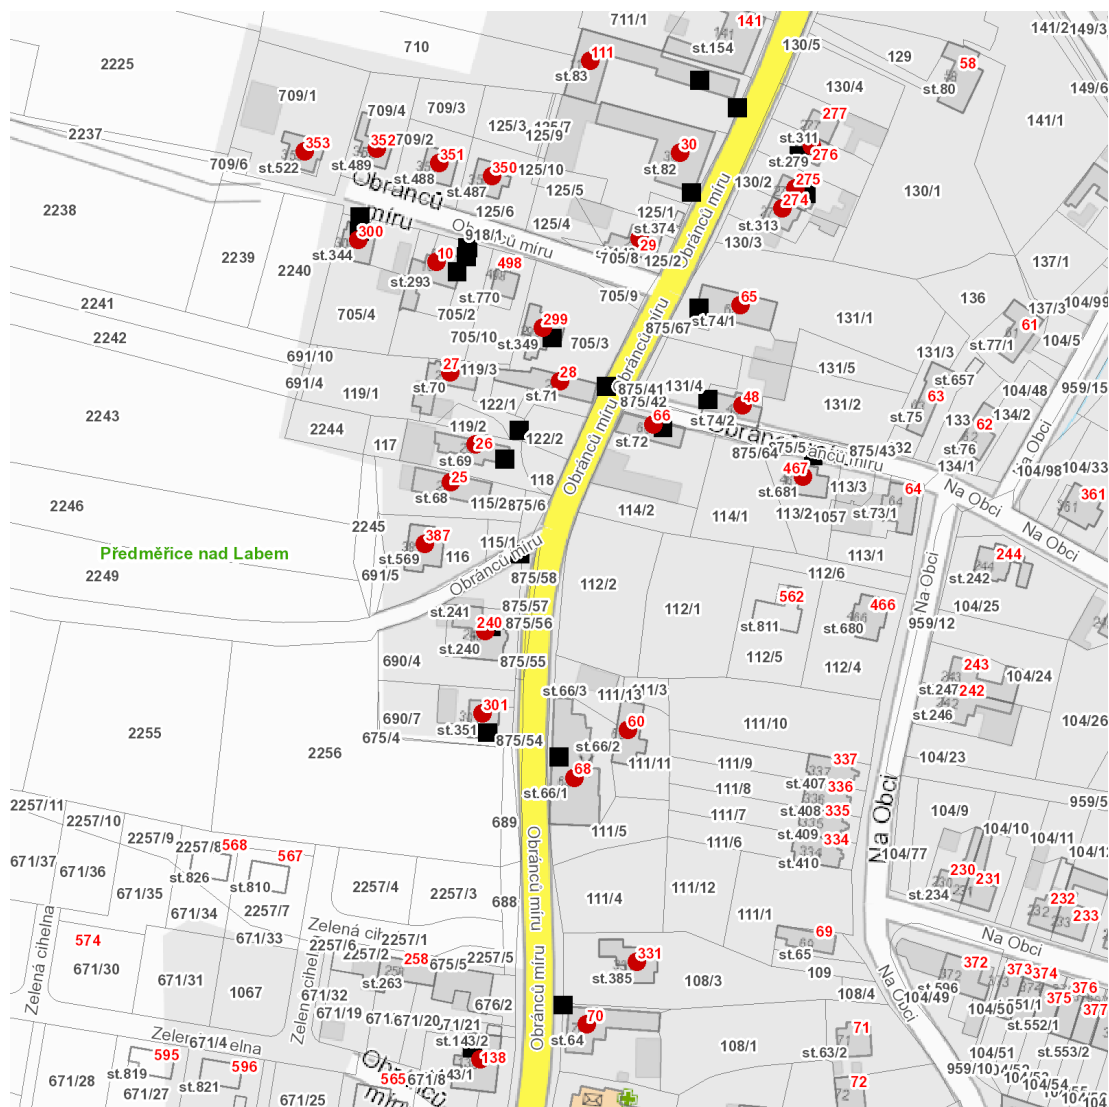 711/1
141
141/2
149/3
710
st.154
130/5
129
58
2225
111
st.83
st.80
149/6
130/4
709/1
709/4
709/3
277
141/1
2237
125/3
125/9
st.311
353
352
709/2
30
276
709/6
st.522
st.489
351
350
125/10
st.82
st.279
st.488
st.487
130/2
275
130/1
125/5
Obránců
míru
2238
125/6
125/4
125/1
274
st.374
st.313
Obránců míru
300
918/1
29
130/3
Obránců míru
st.344
10
705/8
125/2
2239
2240
st.293
498
137/1
st.770
705/9
136
2241
705/4
705/2
65
137/3
104/99
299
875/67
st.74/1
131/1
61
2242
705/10
st.349
705/3
Obránců míru
st.77/1
104/5
691/10
131/3
27
119/3
28
131/5
st.657
691/4
119/1
st.70
st.71
875/41
131/4
104/48
959/15
875/42
48
63
2243
122/1
131/2
st.75
133
134/2
2244
119/2
122/2
66
st.74/2
62
117
26
st.72
st.76
st.69
875/64
875/43
134/1
Na Obci
118
Obránců míru
467
104/98
104/33
25
st.68
st.681
113/3
64
Na Obci
361
2246
115/2
875/6
114/2
114/1
113/2
1057
st.73/1
2245
387
115/1
Na Obci
Předměřice nad Labem
st.569
116
113/1
244
2249
691/5
Obránců míru
875/58
112/2
112/6
st.242
Na Obci
562
st.241
875/57
112/1
466
104/25
240
875/56
st.811
st.680
959/12
st.240
875/55
690/4
112/5
112/4
243
104/24
st.66/3
111/3
st.247
242
301
111/13
690/7
st.246
104/26
2255
675/4
st.351
60
111/10
875/54
st.66/2
2256
104/23
111/9
337
111/11
68
st.407
336
111/8
2257/11
st.66/1
st.408
335
959/5
2257/10
689
111/7
104/9
2257/9
111/5
st.409
334
Na Obci
104/10
568
111/6
104/11
2257/8
567
st.410
104/77
671/37
671/36
st.826
230
231
st.810
2257/4
2257/3
111/12
st.234
671/35
688
111/4
232
671/34
2257/7
111/1
233
Obránců míru
Zelená cihelna
574
671/33
2257/6
2257/1
69
Na Obci
671/30
2257/2
258
675/5
2257/5
331
st.65
372
671/31
st.263
109
373
374
st.385
108/3
st.596
376
1067
671/32
108/4
104/49
375
671/19
671/20
676/2
Obránců míru
104/50
377
70
Na Obci
671/4
671/21
st.143/2
st.64
71
st.552/1
595
138
108/1
st.63/2
104/51
st.553/2
671/28
st.819
596
Obránců
565
671/8
72
959/10
671/27
st.821
104/54
671/25